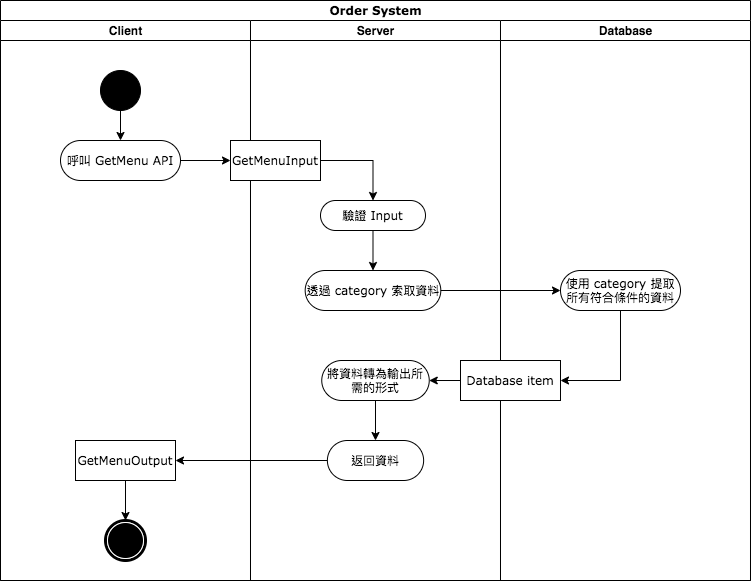 Order System
Client
Server
Database
呼叫 GetMenu API
GetMenuInput
驗證 Input
透過 category 索取資料
使用 category 提取
所有符合條件的資料
將資料轉為輸出所
需的形式
Database item
GetMenuOutput
返回資料